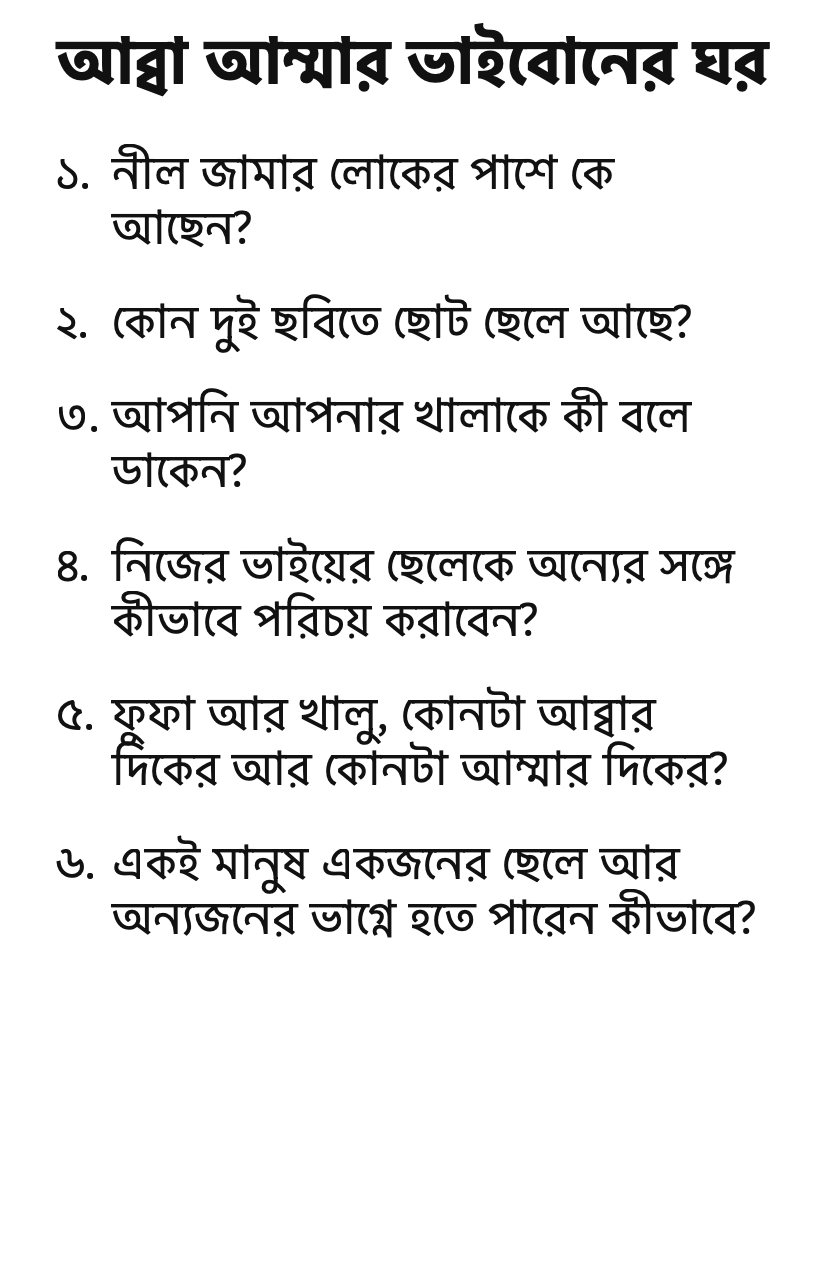 আব্বা আম্মার ভাইবোনের ঘর
১. নীল জামার লোকের পাশে কে
আছেন?
২. কোন দুই ছবিতে ছোট ছেলে আছে?
৩. আপনি আপনার খালাকে কী বলে
ডাকেন?
৪. নিজের ভাইয়ের ছেলেকে অন্যের সঙ্গে
কীভাবে পরিচয় করাবেন?
৫. ফুফা আর খালু, কোনটা আব্বার
দিকের আর কোনটা আম্মার দিকের?
৬. একই মানুষ একজনের ছেলে আর
অন্যজনের ভাগ্নে হতে পারেন কীভাবে?